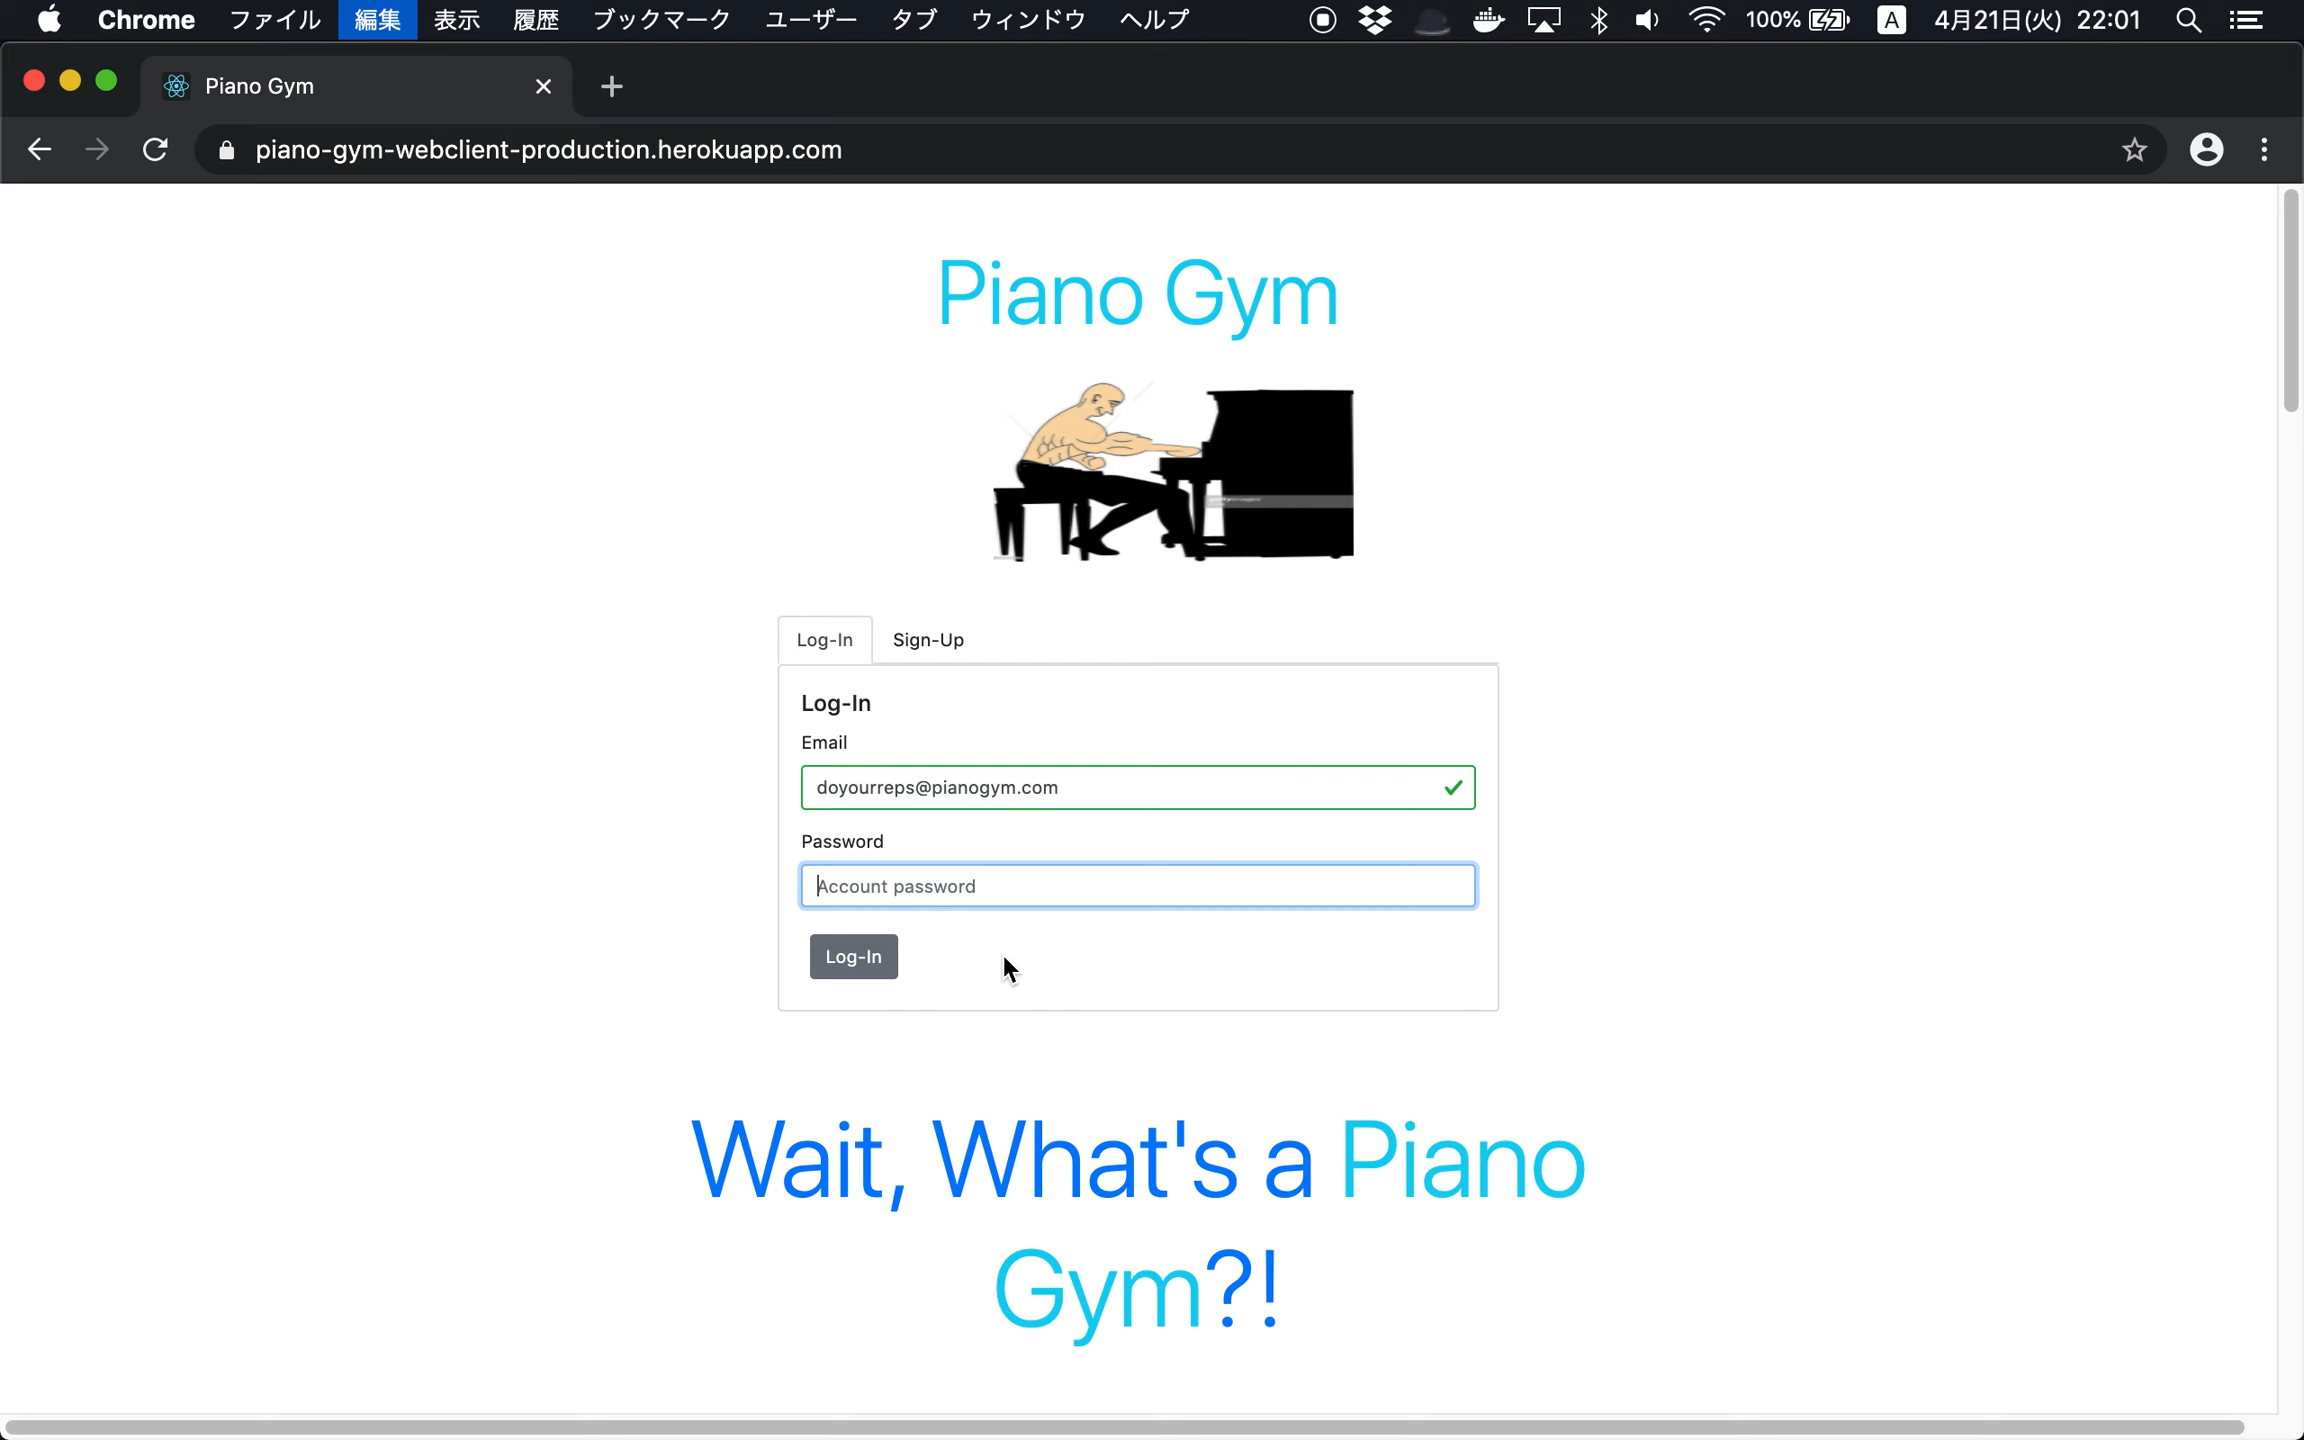 Chrome ファイル 編集 表示 履歴 ブックマーク ユーザー タブ ウィンドウ ヘルプ 100% A 4月21日(火) 22:01
Piano Gym
piano-gym-webclient-production.herokuapp.com
Piano Gym
Log-In Sign-Up
Log-In
Email
doyourreps@pianogym.com
Password
Account password
Log-In
Wait, What's a Piano
Gym?!